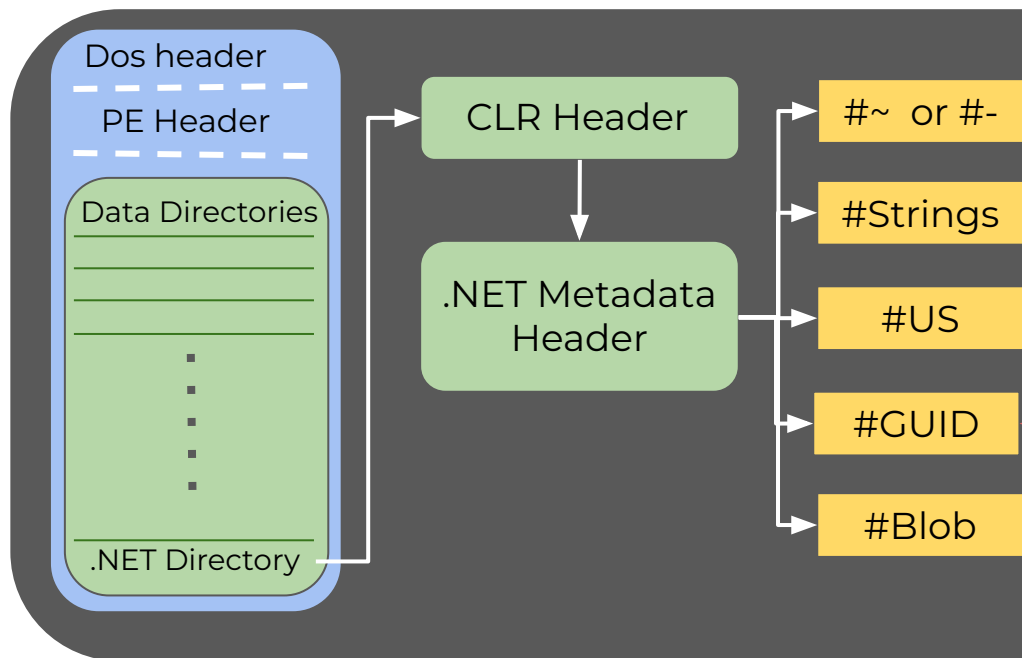 Dos header
PE Header
Data Directories
.NET Directory
CLR Header
.NET Metadata
Header
#~ or #-
#Strings
#US
#GUID
#Blob